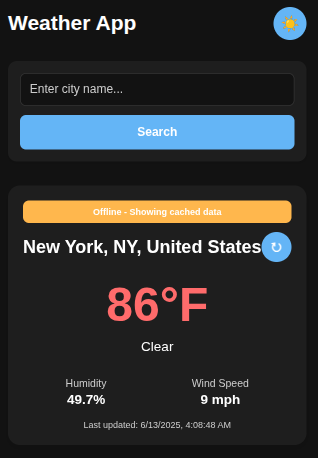 Weather App
Enter city name...
Search
Offline - Showing cached data
New York, NY, United States
86°F
Clear
Humidity
Wind Speed
49.7%
9 mph
Last updated: 6/13/2025, 4:08:48 AM